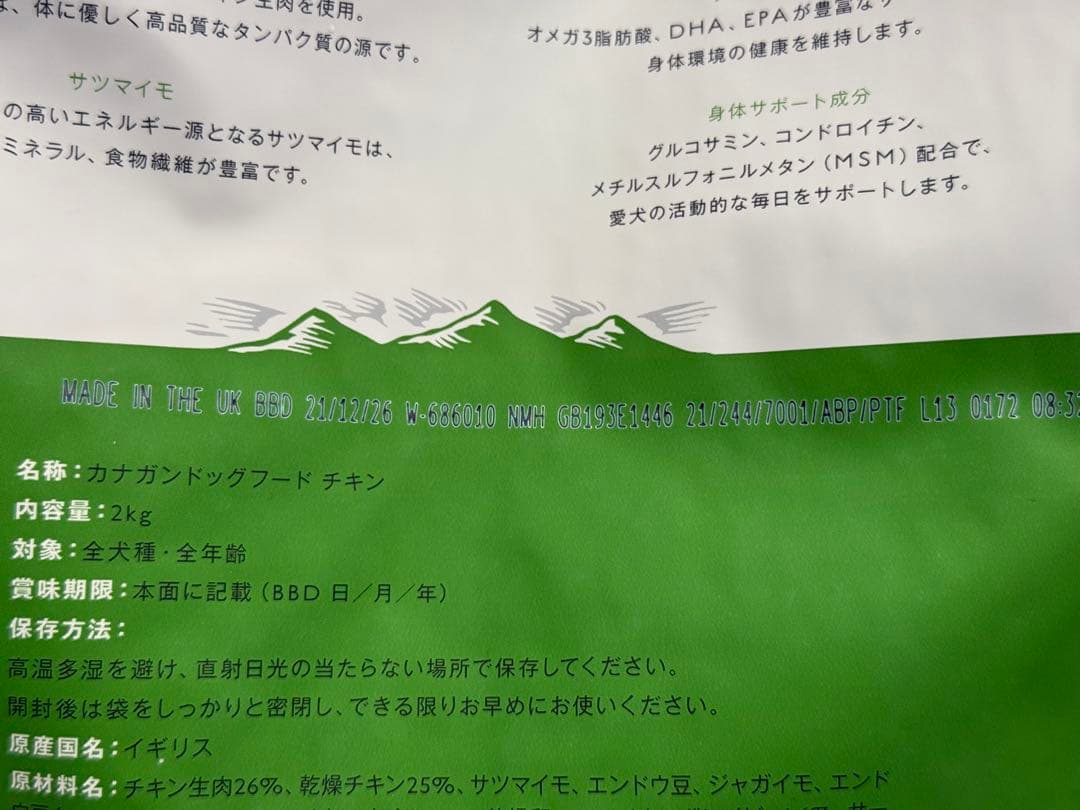 生肉を使用。
体に優しく高品質なタンパク質の源です。
サツマイモ
の高いエネルギー源となるサツマイモは、
ミネラル、食物繊維が豊富です。
オメガ3脂肪酸、DHA、EPAが豊富な
身体環境の健康を維持します。
身体サポート成分
グルコサミン、コンドロイチン、
メチルスルフォニルメタン（MSM）配合で、
愛犬の活動的な毎日をサポートします。
MADE IN THE UK BBD 21/12/26 W-686010 NMH GB193E1446 21/244/7001/ABP/PTF L13 0172 08:3
名称：カナガンドッグフード チキン
内容量：2kg
対象：全犬種・全年齢
賞味期限：本面に記載（BBD 日／月／年）
保存方法：
高温多湿を避け、直射日光の当たらない場所で保存してください。
開封後は袋をしっかりと密閉し、できる限りお早めにお使いください。
原産国名：イギリス
原材料名：チキン生肉26%、乾燥チキン25%、サツマイモ、エンドウ豆、ジャガイモ、エンド